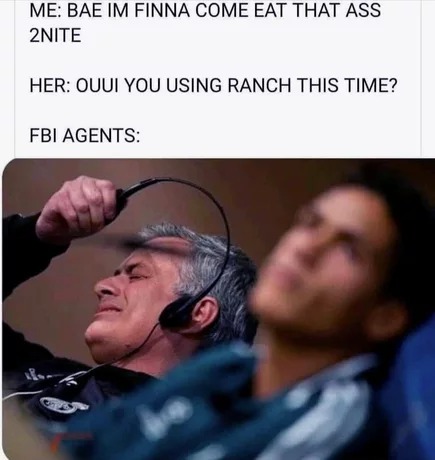 ME: BAE IM FINNA COME EAT THAT ASS
2NITE
HER: OUUI YOU USING RANCH THIS TIME?
FBI AGENTS: